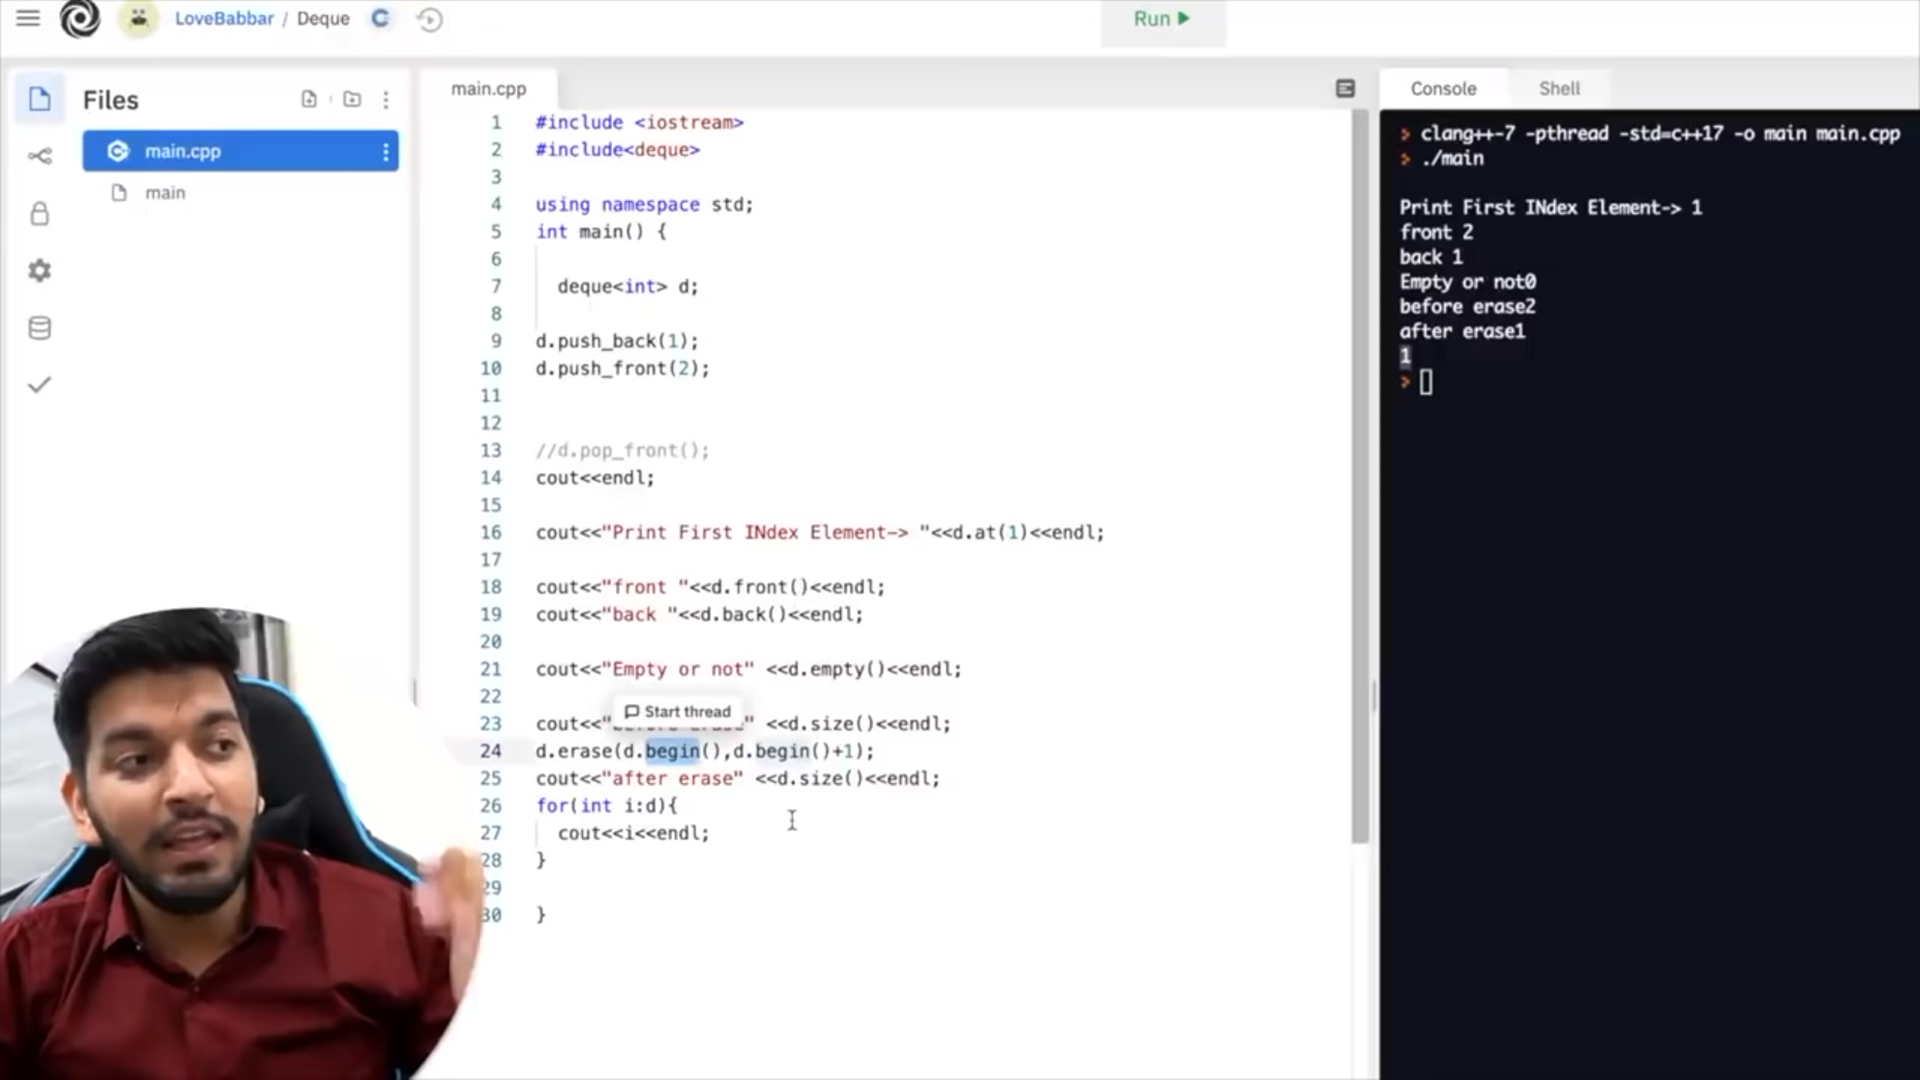 LoveBabbar / Deque
Run
Files
main.cpp
main
main.cpp
1 #include <iostream>
2 #include<deque>
3
4 using namespace std;
5 int main() {
6
7 deque<int> d;
8
9 d.push_back(1);
10 d.push_front(2);
11
12
13 //d.pop_front();
14 cout<<endl;
15
16 cout<<"Print First INdex Element-> "<<d.at(1)<<endl;
17
18 cout<<"front "<<d.front()<<endl;
19 cout<<"back "<<d.back()<<endl;
20
21 cout<<"Empty or not" <<d.empty()<<endl;
22
Start thread
23 cout<<" erase" <<d.size()<<endl;
24 d.erase(d.begin(),d.begin()+1);
25 cout<<"after erase" <<d.size()<<endl;
26 for(int i:d){
27 cout<<i<<endl;
28 }
29
30 }
Console Shell
> clang++-7 -pthread -std=c++17 -o main main.cpp
> ./main
Print First INdex Element-> 1
front 2
back 1
Empty or not0
before erase2
after erase1
1
>